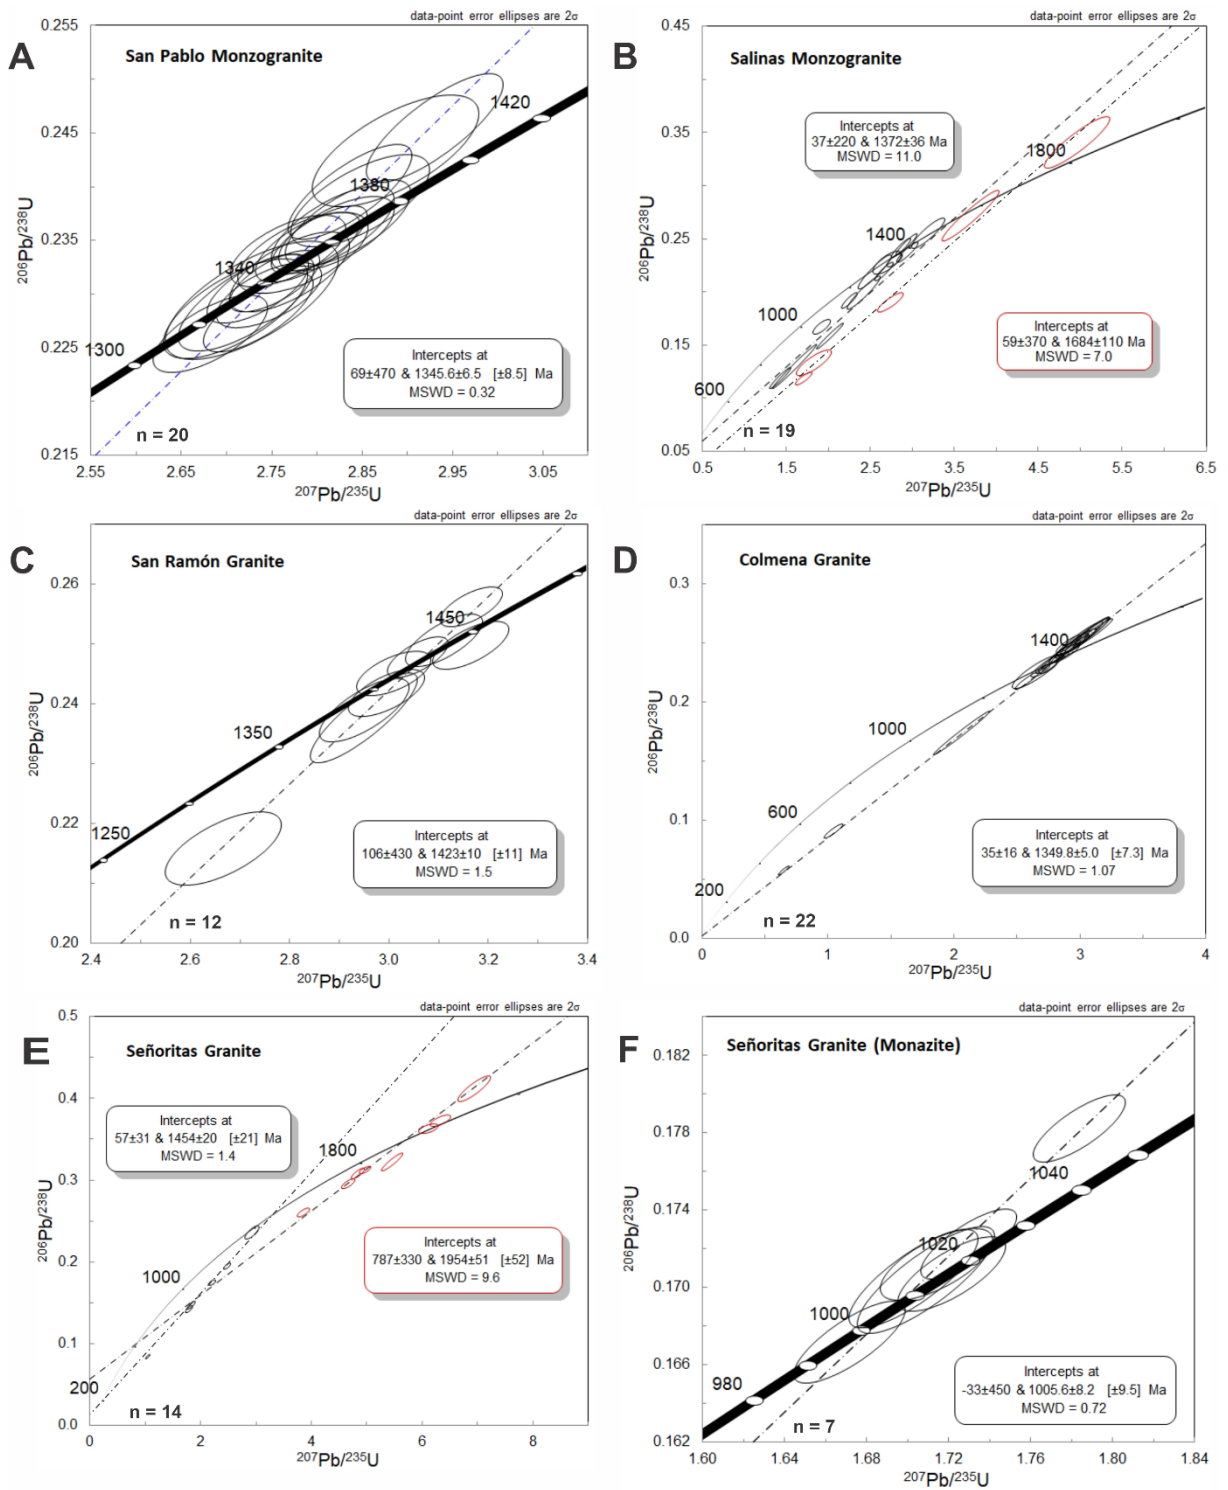 data-point error ellipses are 2σ
A
San Pablo Monzogranite
0.255
0.245
0.235
0.225
0.215
206Pb/238U
1420
1380
1340
1300
Intercepts at
69±470 & 1345.6±6.5 [±8.5] Ma
MSWD = 0.32
n = 20
2.55 2.65 2.75 2.85 2.95 3.05
207Pb/235U
data-point error ellipses are 2σ
B
Salinas Monzogranite
0.45
0.35
0.25
0.15
0.05
206Pb/238U
Intercepts at
37±220 & 1372±36 Ma
MSWD = 11.0
1800
1400
1000
600
Intercepts at
59±370 & 1684±110 Ma
MSWD = 7.0
n = 19
0.5 1.5 2.5 3.5 4.5 5.5 6.5
207Pb/235U
data-point error ellipses are 2σ
C
San Ramón Granite
0.26
0.24
0.22
0.20
206Pb/238U
1450
1350
1250
Intercepts at
106±430 & 1423±10 [±11] Ma
MSWD = 1.5
n = 12
2.4 2.6 2.8 3.0 3.2 3.4
207Pb/235U
data-point error ellipses are 2σ
D
Colmena Granite
0.3
0.2
0.1
0.0
206Pb/238U
1400
1000
600
200
Intercepts at
35±16 & 1349.8±5.0 [±7.3] Ma
MSWD = 1.07
n = 22
0 1 2 3 4
207Pb/235U
data-point error ellipses are 2σ
E
Señoritas Granite
0.5
0.4
0.3
0.2
0.1
0.0
206Pb/238U
Intercepts at
57±31 & 1454±20 [±21] Ma
MSWD = 1.4
1800
1000
200
Intercepts at
787±330 & 1954±51 [±52] Ma
MSWD = 9.6
n = 14
0 2 4 6 8
207Pb/235U
data-point error ellipses are 2σ
F
Señoritas Granite (Monazite)
0.182
0.178
0.174
0.170
0.166
0.162
206Pb/238U
1040
1020
1000
980
Intercepts at
-33±450 & 1005.6±8.2 [±9.5] Ma
MSWD = 0.72
n = 7
1.60 1.64 1.68 1.72 1.76 1.80 1.84
207Pb/235U